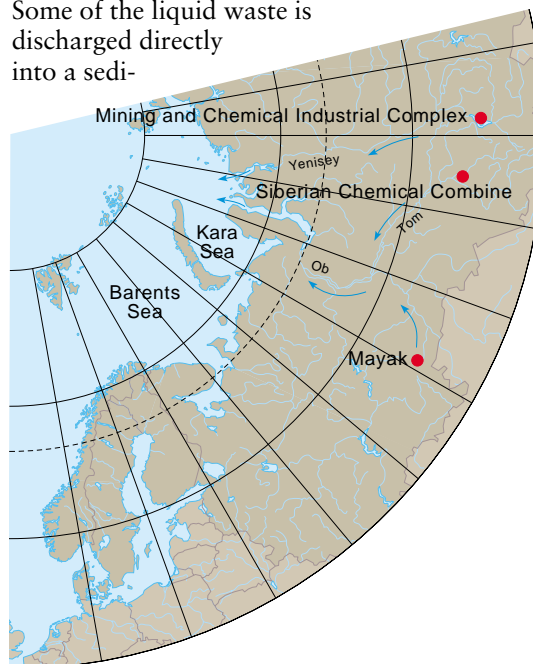 Some of the liquid waste is
discharged directly
into a sedi-
Mining and Chemical Industrial Complex
Yenisey
Siberian Chemical Combine
Tom
Kara
Sea
Ob
Barents
Sea
Mayak